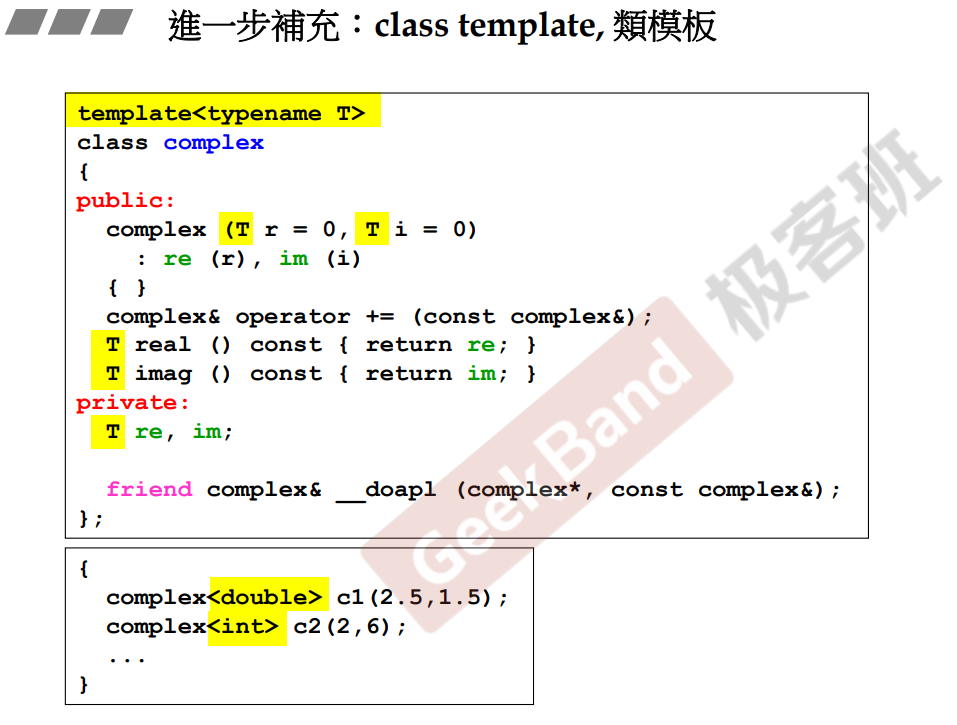 進一步補充：class template, 類模板
template<typename T>
class complex
{
public:
  complex (T r = 0, T i = 0)
    : re (r), im (i)
  { }
  complex& operator += (const complex&);
  T real () const { return re; }
  T imag () const { return im; }
private:
  T re, im;
  friend complex& __doapl (complex*, const complex&);
};
{
  complex<double> c1(2.5,1.5);
  complex<int> c2(2,6);
  ...
}
GeekBand 极客班